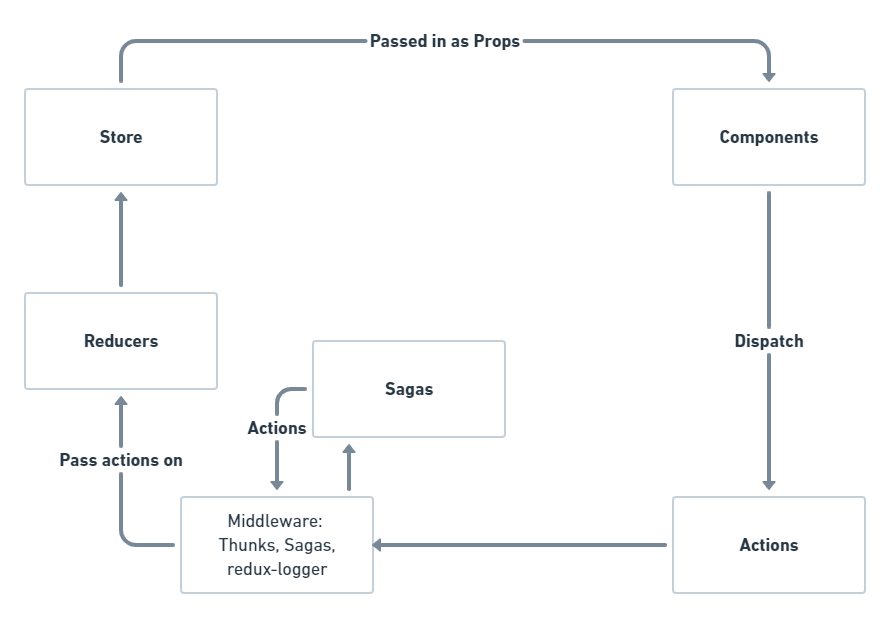 Passed in as Props
Store
Components
Reducers
Dispatch
Sagas
Actions
Pass actions on
Middleware:
Thunks, Sagas,
redux-logger
Actions